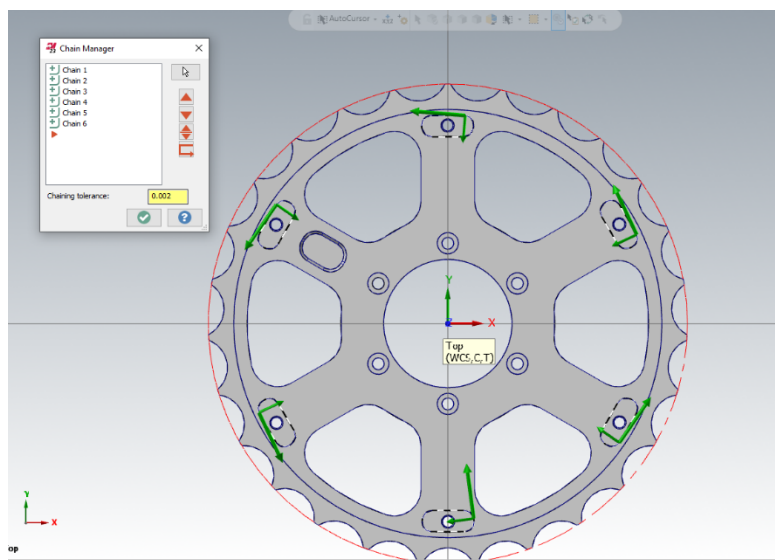 AutoCursor
Chain Manager
Chain 1
Chain 2
Chain 3
Chain 4
Chain 5
Chain 6
Chaining tolerance:
0.002
?
Y
X
Top
(WCS,C,T)
Y
X
op